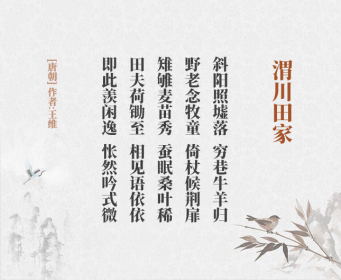 渭川田家
斜阳照墟落 穷巷牛羊归
野老念牧童 倚杖候荆扉
雉雊麦苗秀 蚕眠桑叶稀
田夫荷锄至 相见语依依
即此羡闲逸 怅然吟式微
[唐朝] 作者:王维